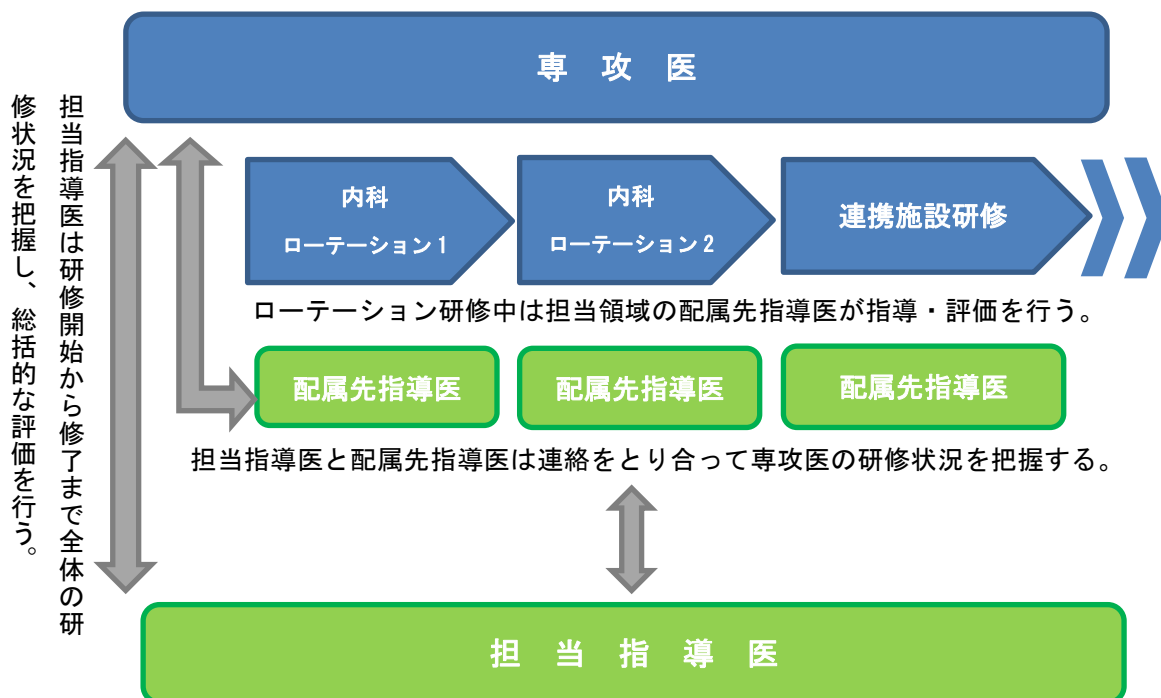 専攻医
担当指導医は研修開始から修了まで全体の研
修状況を把握し、総括的な評価を行う。
内科
ローテーション1
内科
ローテーション2
連携施設研修
ローテーション研修中は担当領域の配属先指導医が指導・評価を行う。
配属先指導医
配属先指導医
配属先指導医
担当指導医と配属先指導医は連絡をとり合って専攻医の研修状況を把握する。
担当指導医